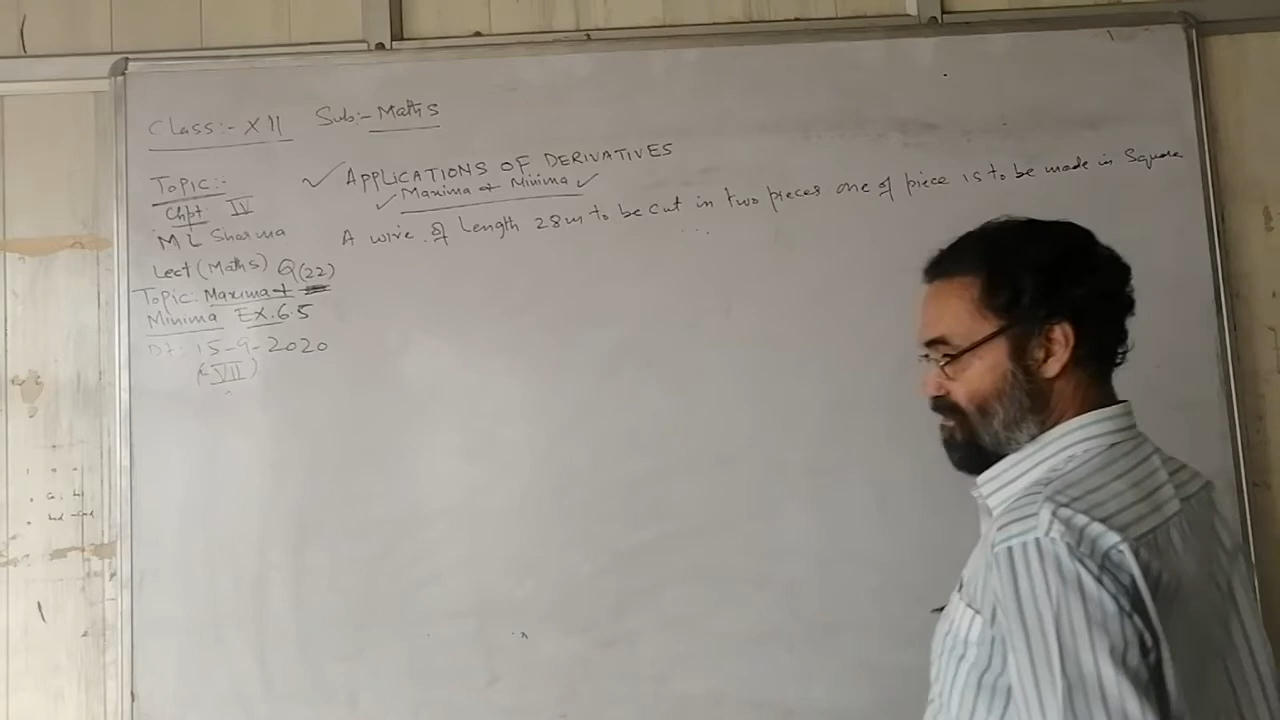 Class:- XII Sub:- Maths
Topic:- ✓ APPLICATIONS OF DERIVATIVES
✓ Maxima & Minima ✓
Chpt IV
ML Sharma
A wire of Length 28m to be cut in two pieces one of piece is to be made in Square
Lect (Maths) Q(22)
Topic: Maxima +
Minima EX. 6.5
Dt: 15-9-2020
(VII)